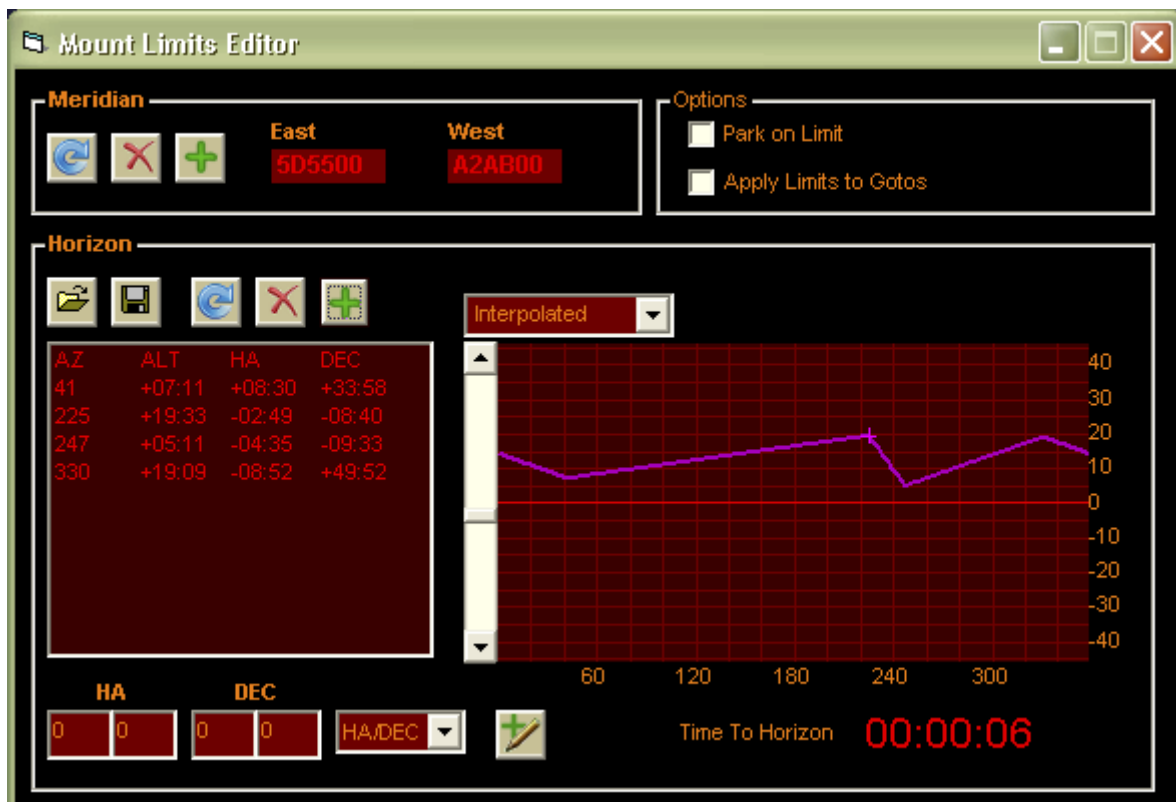 Mount Limits Editor
Meridian
East West
5D5500 A2AB00
Options
Park on Limit
Apply Limits to Gotos
Horizon
Interpolated
AZ ALT HA DEC
41 +07:11 +08:30 +33:58
225 +19:33 -02:49 -08:40
247 +05:11 -04:35 -09:33
330 +19:09 -08:52 +49:52
40
30
20
10
0
-10
-20
-30
-40
60 120 180 240 300
HA DEC
0 0 0 0 HA/DEC
Time To Horizon 00:00:06